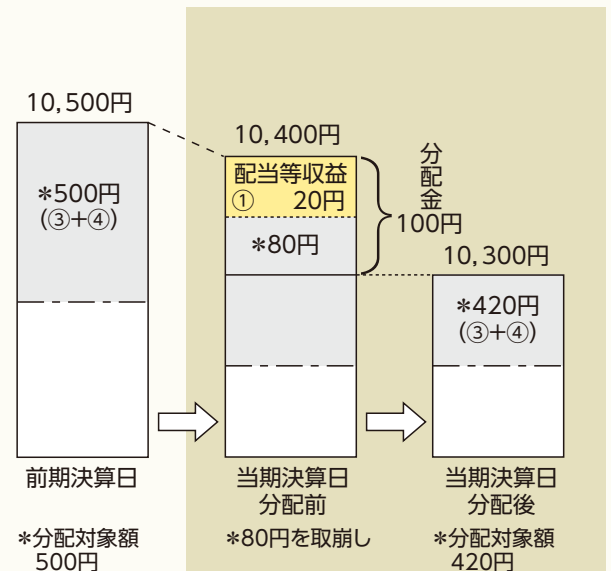 10,500円
*500円
(③+④)
前期決算日
*分配対象額
500円
10,400円
配当等収益
① 20円
*80円
分配金
100円
当期決算日
分配前
*80円を取崩し
10,300円
*420円
(③+④)
当期決算日
分配後
*分配対象額
420円